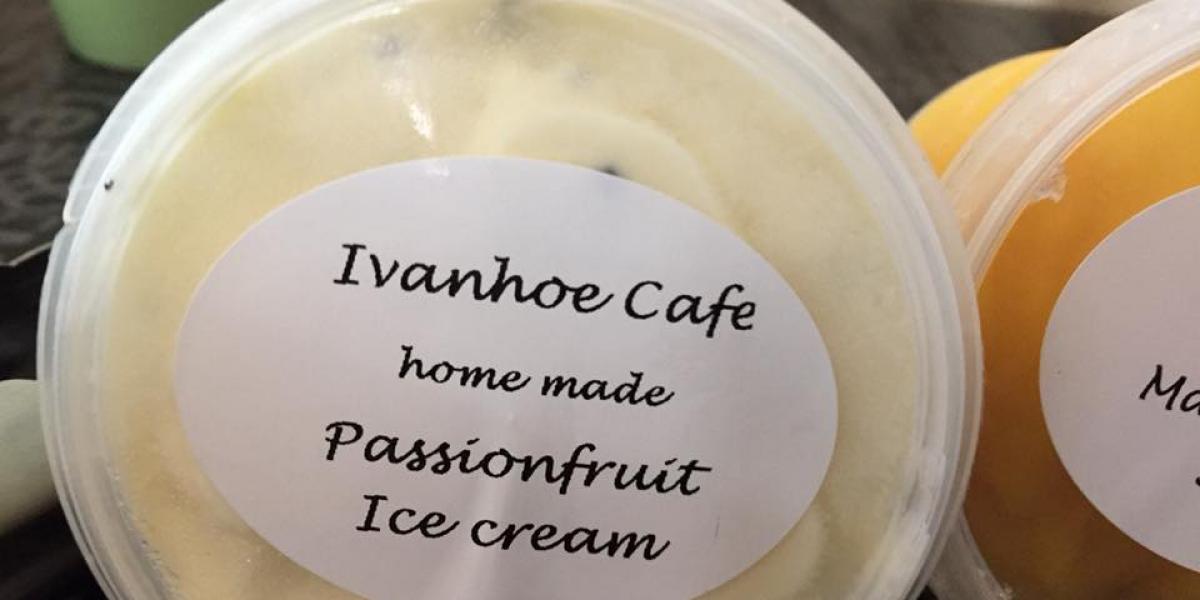 Ivanhoe Cafe
home made
Passionfruit
Ice cream